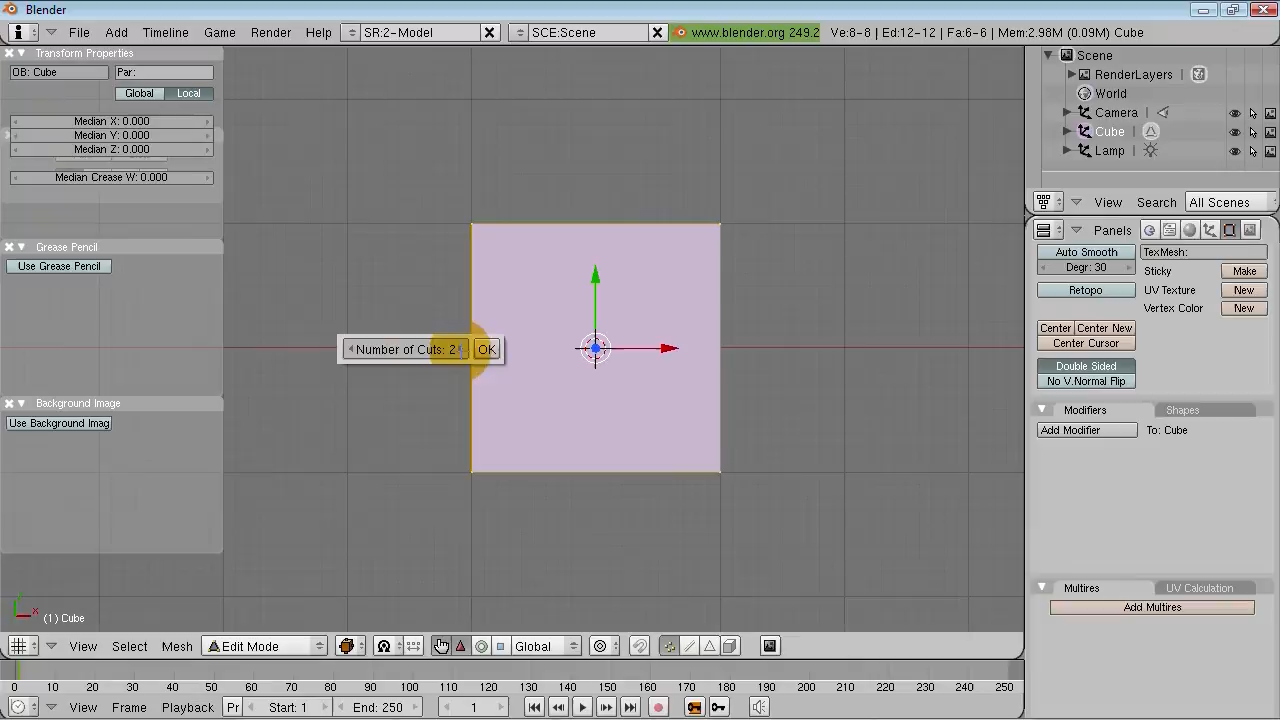 Blender
File Add Timeline Game Render Help SR:2-Model SCE:Scene www.blender.org 249.2 Ve:8-8 | Ed:12-12 | Fa:6-6 | Mem:2.98M (0.09M) Cube
Transform Properties
OB: Cube Par:
Global Local
Median X: 0.000
Median Y: 0.000
Median Z: 0.000
Median Crease W: 0.000
Grease Pencil
Use Grease Pencil
Background Image
Use Background Imag
Number of Cuts: 2 OK
x
(1) Cube
View Select Mesh Edit Mode Global
0 10 20 30 40 50 60 70 80 90 100 110 120 130 140 150 160 170 180 190 200 210 220 230 240 250
View Frame Playback Pr Start: 1 End: 250 1
Scene
RenderLayers
World
Camera
Cube
Lamp
View Search All Scenes
Panels
Auto Smooth TexMesh:
Degr: 30 Sticky Make
Retopo UV Texture New
Vertex Color New
Center Center New
Center Cursor
Double Sided
No V.Normal Flip
Modifiers Shapes
Add Modifier To: Cube
Multires UV Calculation
Add Multires